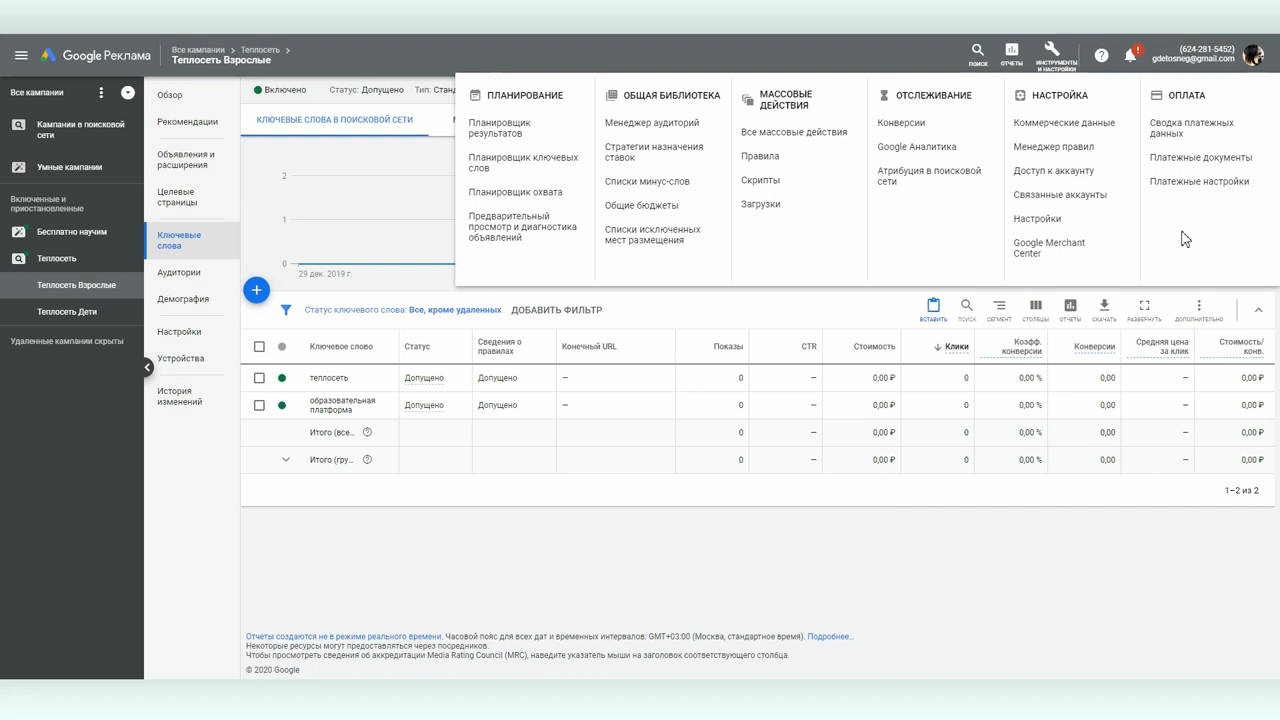 Google Реклама
Все кампании > Теплосеть >
Теплосеть Взрослые
ПОИСК
ОТЧЕТЫ
ИНСТРУМЕНТЫ
И НАСТРОЙКИ
?
!
(624-281-5452)
gdetosneg@gmail.com
Все кампании
Кампании в поисковой
сети
Умные кампании
Включенные и
приостановленные
Бесплатно научим
Теплосеть
Теплосеть Взрослые
Теплосеть Дети
Удаленные кампании скрыты
Обзор
Рекомендации
Объявления и
расширения
Целевые
страницы
Ключевые
слова
Аудитории
Демография
Настройки
Устройства
История
изменений
Включено Статус: Допущено Тип: Станд
КЛЮЧЕВЫЕ СЛОВА В ПОИСКОВОЙ СЕТИ
2
1
0
29 дек. 2019 г.
ПЛАНИРОВАНИЕ
Планировщик
результатов
Планировщик ключевых
слов
Планировщик охвата
Предварительный
просмотр и диагностика
объявлений
ОБЩАЯ БИБЛИОТЕКА
Менеджер аудиторий
Стратегии назначения
ставок
Списки минус-слов
Общие бюджеты
Списки исключенных
мест размещения
МАССОВЫЕ
ДЕЙСТВИЯ
Все массовые действия
Правила
Скрипты
Загрузки
ОТСЛЕЖИВАНИЕ
Конверсии
Google Аналитика
Атрибуция в поисковой
сети
НАСТРОЙКА
Коммерческие данные
Менеджер правил
Доступ к аккаунту
Связанные аккаунты
Настройки
Google Merchant
Center
ОПЛАТА
Сводка платежных
данных
Платежные документы
Платежные настройки
Статус ключевого слова: Все, кроме удаленных ДОБАВИТЬ ФИЛЬТР
ВСТАВИТЬ ПОИСК СЕГМЕНТ СТОЛБЦЫ ОТЧЕТЫ СКАЧАТЬ РАЗВЕРНУТЬ ДОПОЛНИТЕЛЬНО
Ключевое слово Статус Сведения о правилах Конечный URL Показы CTR Стоимость Клики Коэфф. конверсии Конверсии Средняя цена за клик Стоимость/конв.
теплосеть Допущено Допущено – 0 – 0,00 ₽ 0 0,00 % 0,00 – 0,00 ₽
образовательная платформа Допущено Допущено – 0 – 0,00 ₽ 0 0,00 % 0,00 – 0,00 ₽
Итого (все... 0 – 0,00 ₽ 0 0,00 % 0,00 – 0,00 ₽
Итого (гру... 0 – 0,00 ₽ 0 0,00 % 0,00 – 0,00 ₽
1–2 из 2
Отчеты создаются не в режиме реального времени. Часовой пояс для всех дат и временных интервалов: GMT+03:00 (Москва, стандартное время). Подробнее…
Некоторые ресурсы могут предоставляться через посредников.
Чтобы просмотреть сведения об аккредитации Media Rating Council (MRC), наведите указатель мыши на заголовок соответствующего столбца.
© 2020 Google